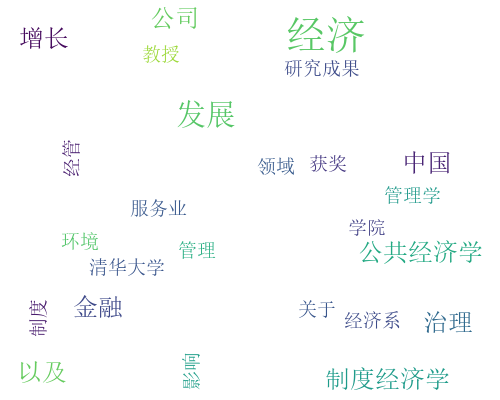 公司
经济
增长
教授
研究成果
发展
经管
中国
领域
获奖
管理学
服务业
学院
环境
管理
公共经济学
清华大学
金融
制度
关于
经济系
治理
以及
影响
制度经济学